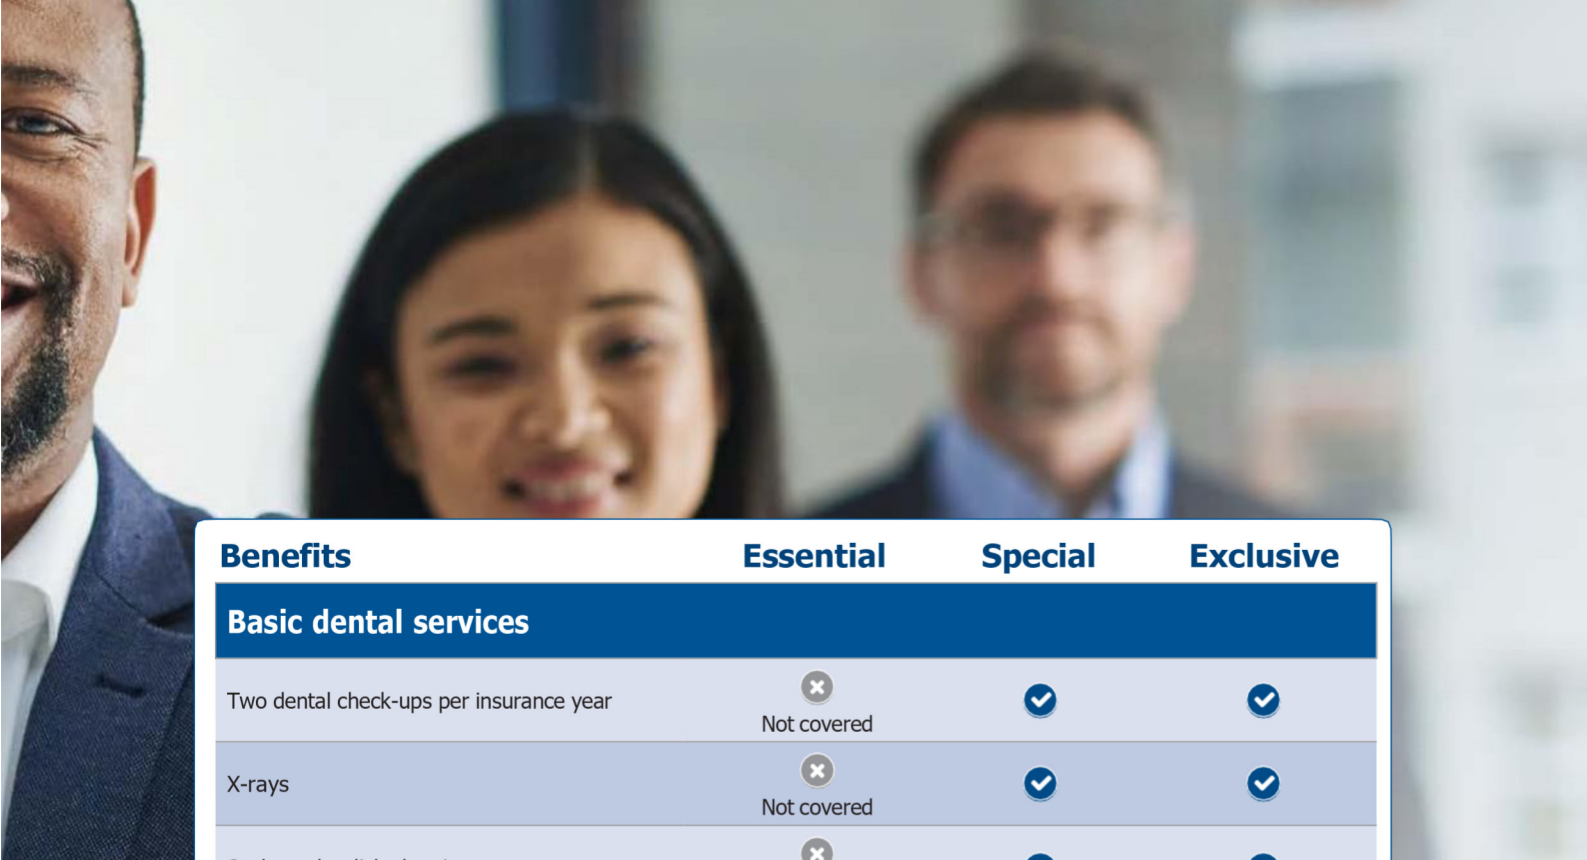 Benefits Essential Special Exclusive
Basic dental services
Two dental check-ups per insurance year
Not covered
X-rays
Not covered